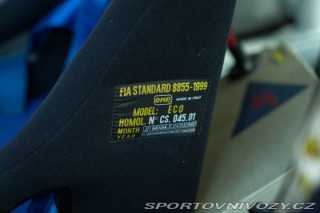 FIA STANDARD 8855-1999
OMP MADE IN ITALY
MODEL: ECO
HOMOL. N° CS. 045.01
MONTH
YEAR
SPORTOVNIVOZY.CZ